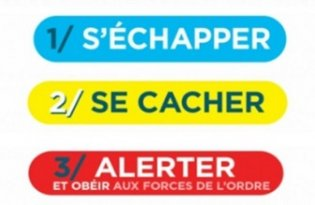 1/ S'ÉCHAPPER
2/ SE CACHER
3/ ALERTER
ET OBÉIR AUX FORCES DE L'ORDRE